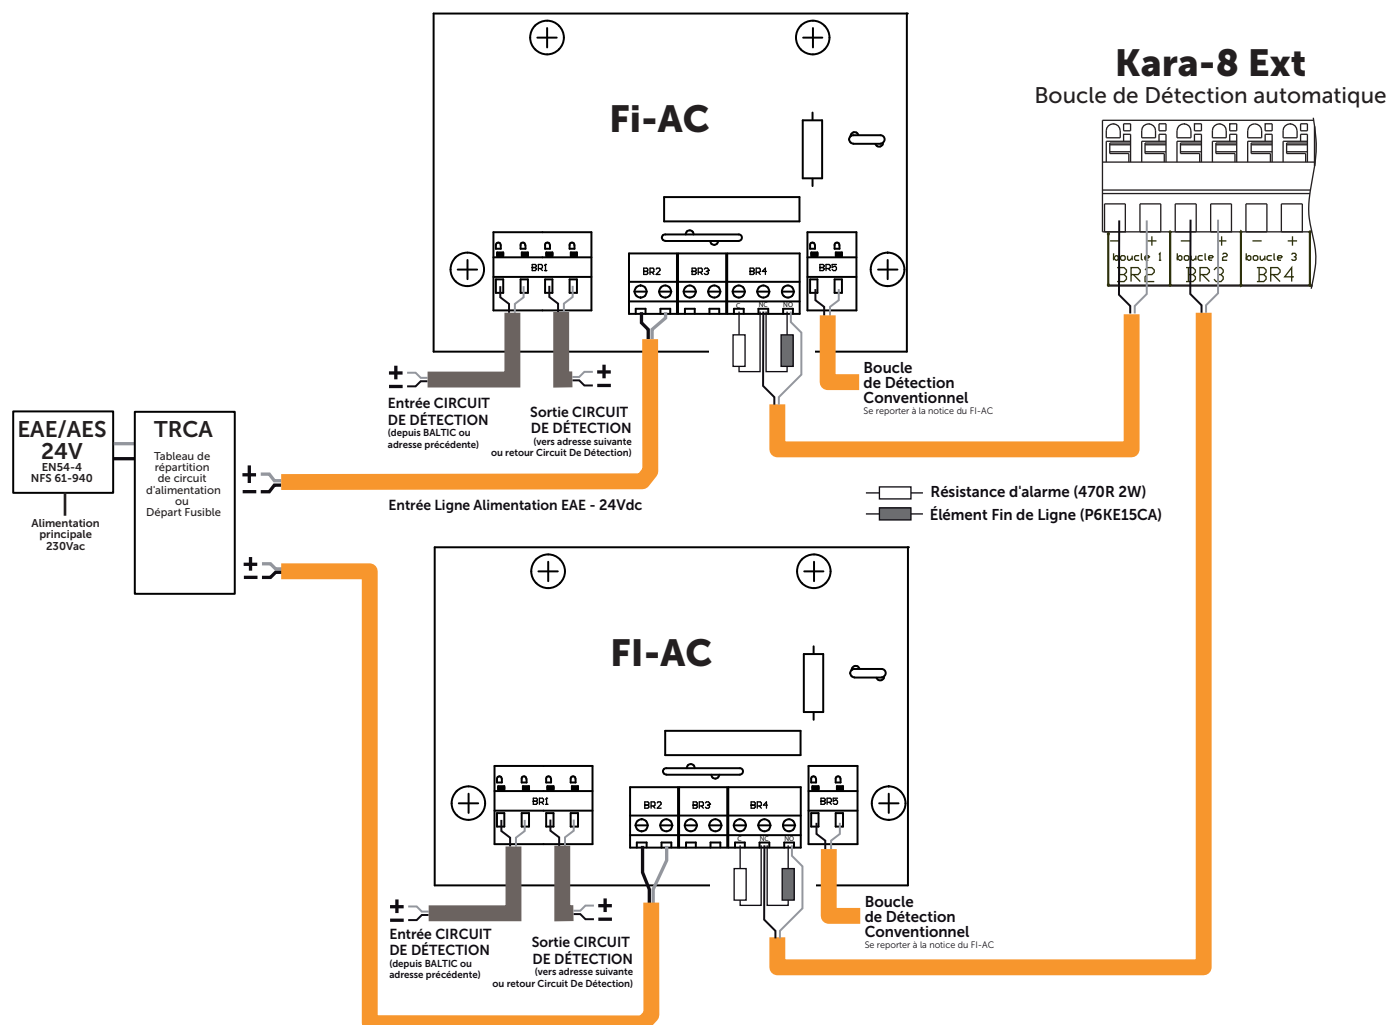 Fi-AC
BR1
BR2
BR3
BR4
BR5
C
NC
NO
Kara-8 Ext
Boucle de Détection automatique
- + - + - +
boucle 1 boucle 2 boucle 3
BR2 BR3 BR4
±
Entrée CIRCUIT
DE DÉTECTION
(depuis BALTIC ou
adresse précédente)
±
Sortie CIRCUIT
DE DÉTECTION
(vers adresse suivante
ou retour Circuit De Détection)
Boucle
de Détection
Conventionnel
Se reporter à la notice du FI-AC
EAE/AES
24V
EN54-4
NFS 61-940
Alimentation
principale
230Vac
TRCA
Tableau de
répartition
de circuit
d'alimentation
ou
Départ Fusible
±
Entrée Ligne Alimentation EAE - 24Vdc
Résistance d'alarme (470R 2W)
Élément Fin de Ligne (P6KE15CA)
±
FI-AC
BR1
BR2
BR3
BR4
BR5
C
NC
NO
±
Entrée CIRCUIT
DE DÉTECTION
(depuis BALTIC ou
adresse précédente)
±
Sortie CIRCUIT
DE DÉTECTION
(vers adresse suivante
ou retour Circuit De Détection)
Boucle
de Détection
Conventionnel
Se reporter à la notice du FI-AC